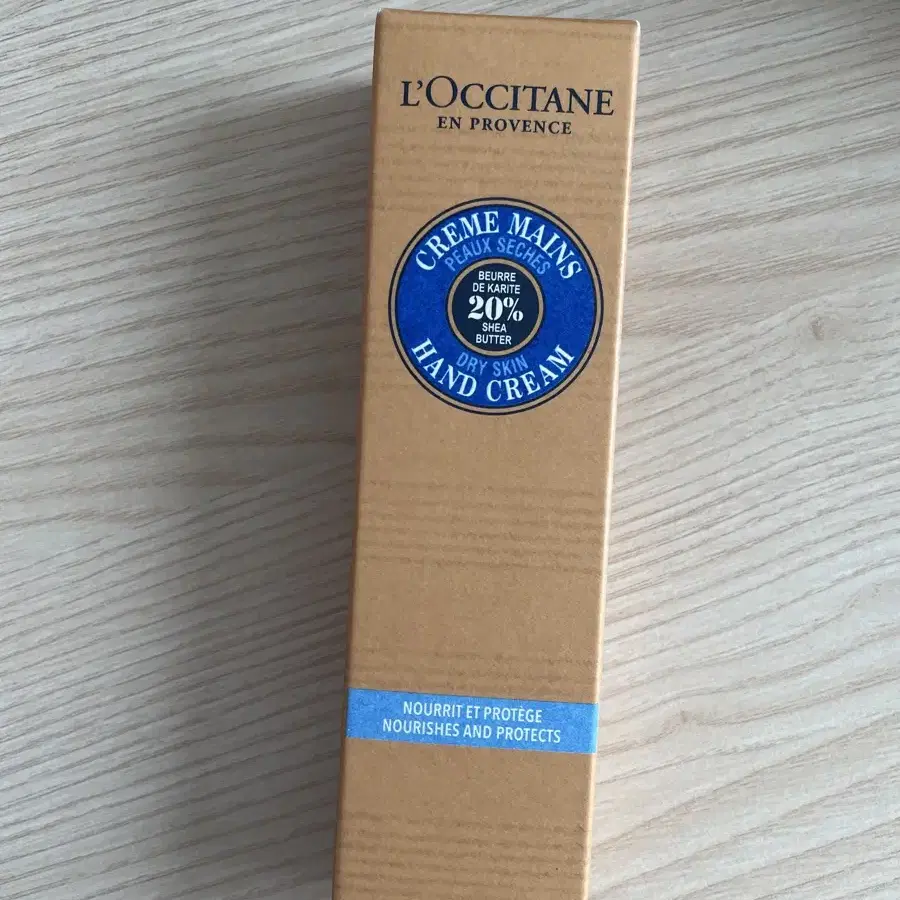 L'OCCITANE
EN PROVENCE
CREME MAINS
PEAUX SECHES
BEURRE
DE KARITE
20%
SHEA
BUTTER
DRY SKIN
HAND CREAM
NOURRIT ET PROTÈGE
NOURISHES AND PROTECTS